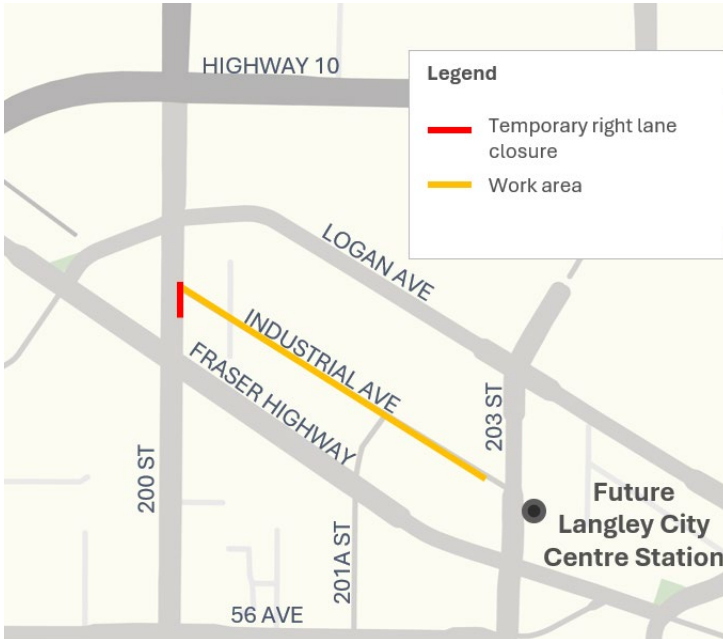 HIGHWAY 10
Legend
Temporary right lane
closure
Work area
LOGAN AVE
INDUSTRIAL AVE
FRASER HIGHWAY
203 ST
200 ST
Future
Langley City
Centre Station
201A ST
56 AVE